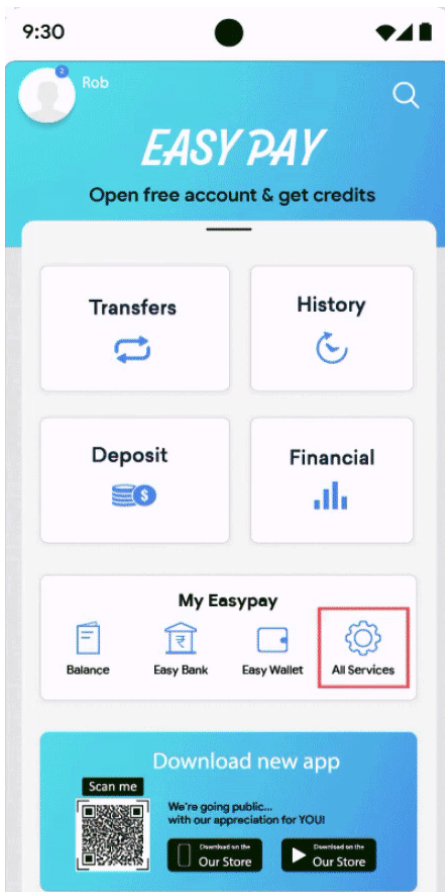 9:30
2
Rob
EASY PAY
Open free account & get credits
Transfers
History
Deposit
Financial
My Easypay
Balance
Easy Bank
Easy Wallet
All Services
Download new app
Scan me
We're going public...
with our appreciation for YOU!
Download on the
Our Store
Download on the
Our Store